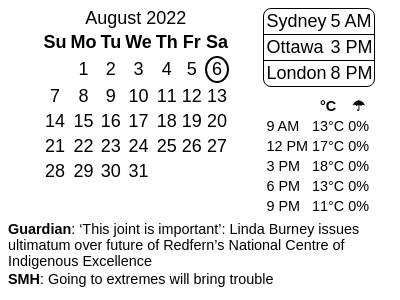 August 2022
Su Mo Tu We Th Fr Sa
1 2 3 4 5 6
7 8 9 10 11 12 13
14 15 16 17 18 19 20
21 22 23 24 25 26 27
28 29 30 31
Sydney 5 AM
Ottawa 3 PM
London 8 PM
°C ☂
9 AM 13°C 0%
12 PM 17°C 0%
3 PM 18°C 0%
6 PM 13°C 0%
9 PM 11°C 0%
Guardian: ‘This joint is important’: Linda Burney issues
ultimatum over future of Redfern’s National Centre of
Indigenous Excellence
SMH: Going to extremes will bring trouble